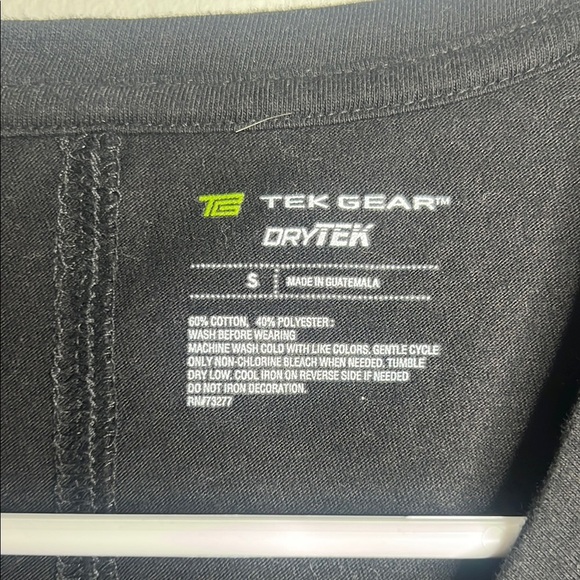 TG TEK GEAR™
DRYTEK
S MADE IN GUATEMALA
60% COTTON, 40% POLYESTER:
WASH BEFORE WEARING
MACHINE WASH COLD WITH LIKE COLORS. GENTLE CYCLE
ONLY NON-CHLORINE BLEACH WHEN NEEDED, TUMBLE
DRY LOW. COOL IRON ON REVERSE SIDE IF NEEDED
DO NOT IRON DECORATION.
RN#73277